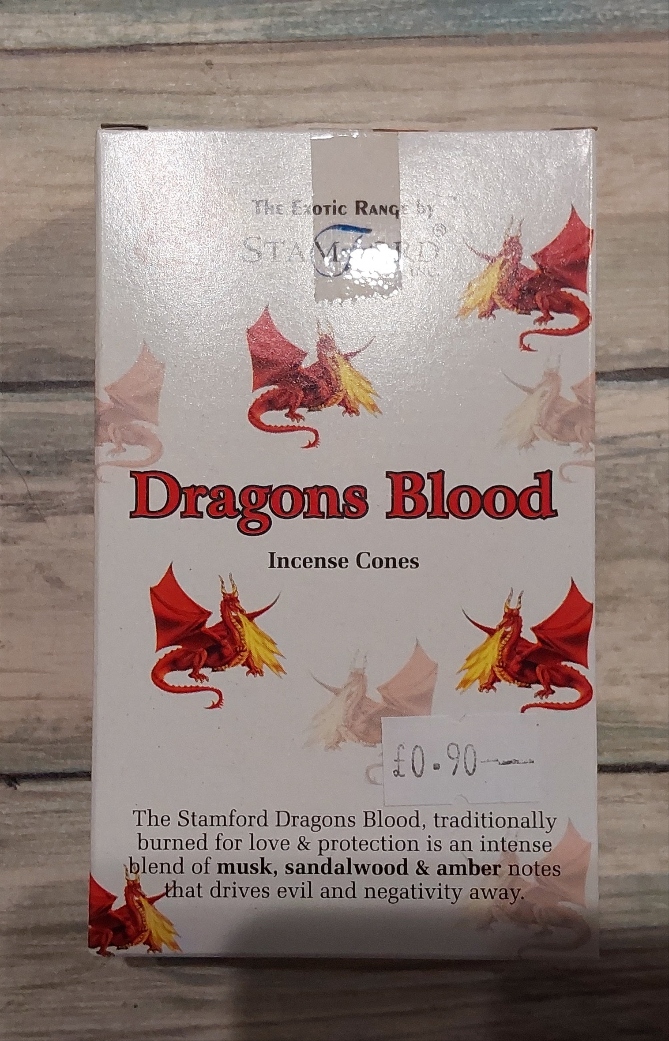 The Exotic Range by
STAMFORD®
Dragons Blood
Incense Cones
£0.90
The Stamford Dragons Blood, traditionally
burned for love & protection is an intense
blend of musk, sandalwood & amber notes
that drives evil and negativity away.